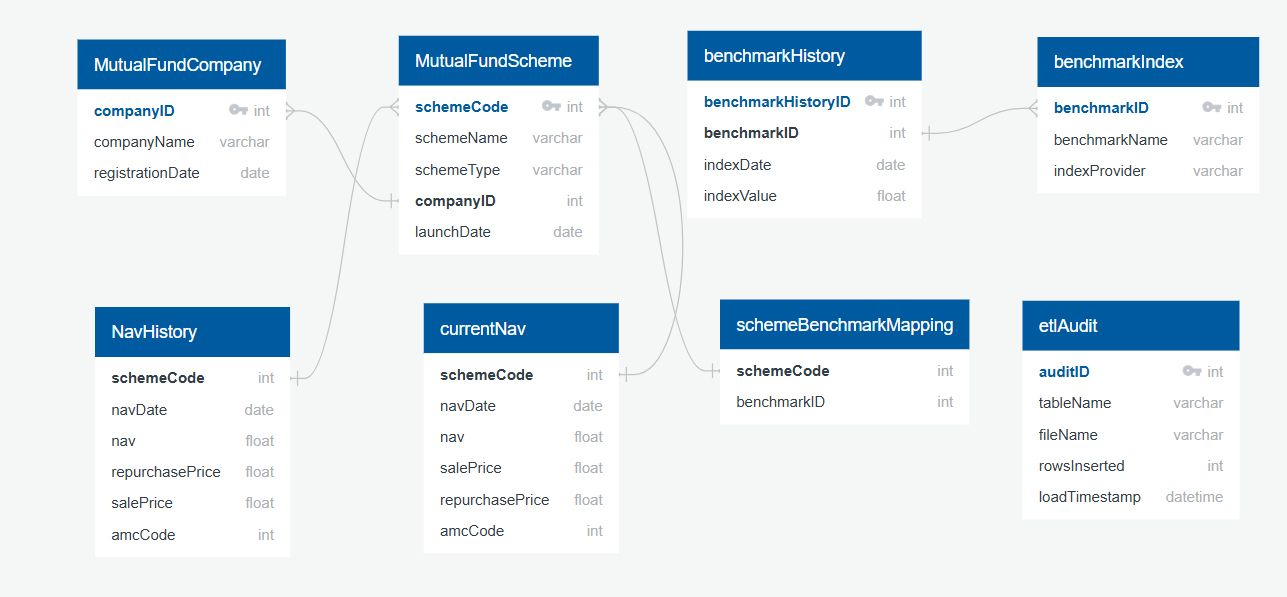 MutualFundCompany
companyID int
companyName varchar
registrationDate date
MutualFundScheme
schemeCode int
schemeName varchar
schemeType varchar
companyID int
launchDate date
benchmarkHistory
benchmarkHistoryID int
benchmarkID int
indexDate date
indexValue float
benchmarkIndex
benchmarkID int
benchmarkName varchar
indexProvider varchar
NavHistory
schemeCode int
navDate date
nav float
repurchasePrice float
salePrice float
amcCode int
currentNav
schemeCode int
navDate date
nav float
salePrice float
repurchasePrice float
amcCode int
schemeBenchmarkMapping
schemeCode int
benchmarkID int
etlAudit
auditID int
tableName varchar
fileName varchar
rowsInserted int
loadTimestamp datetime